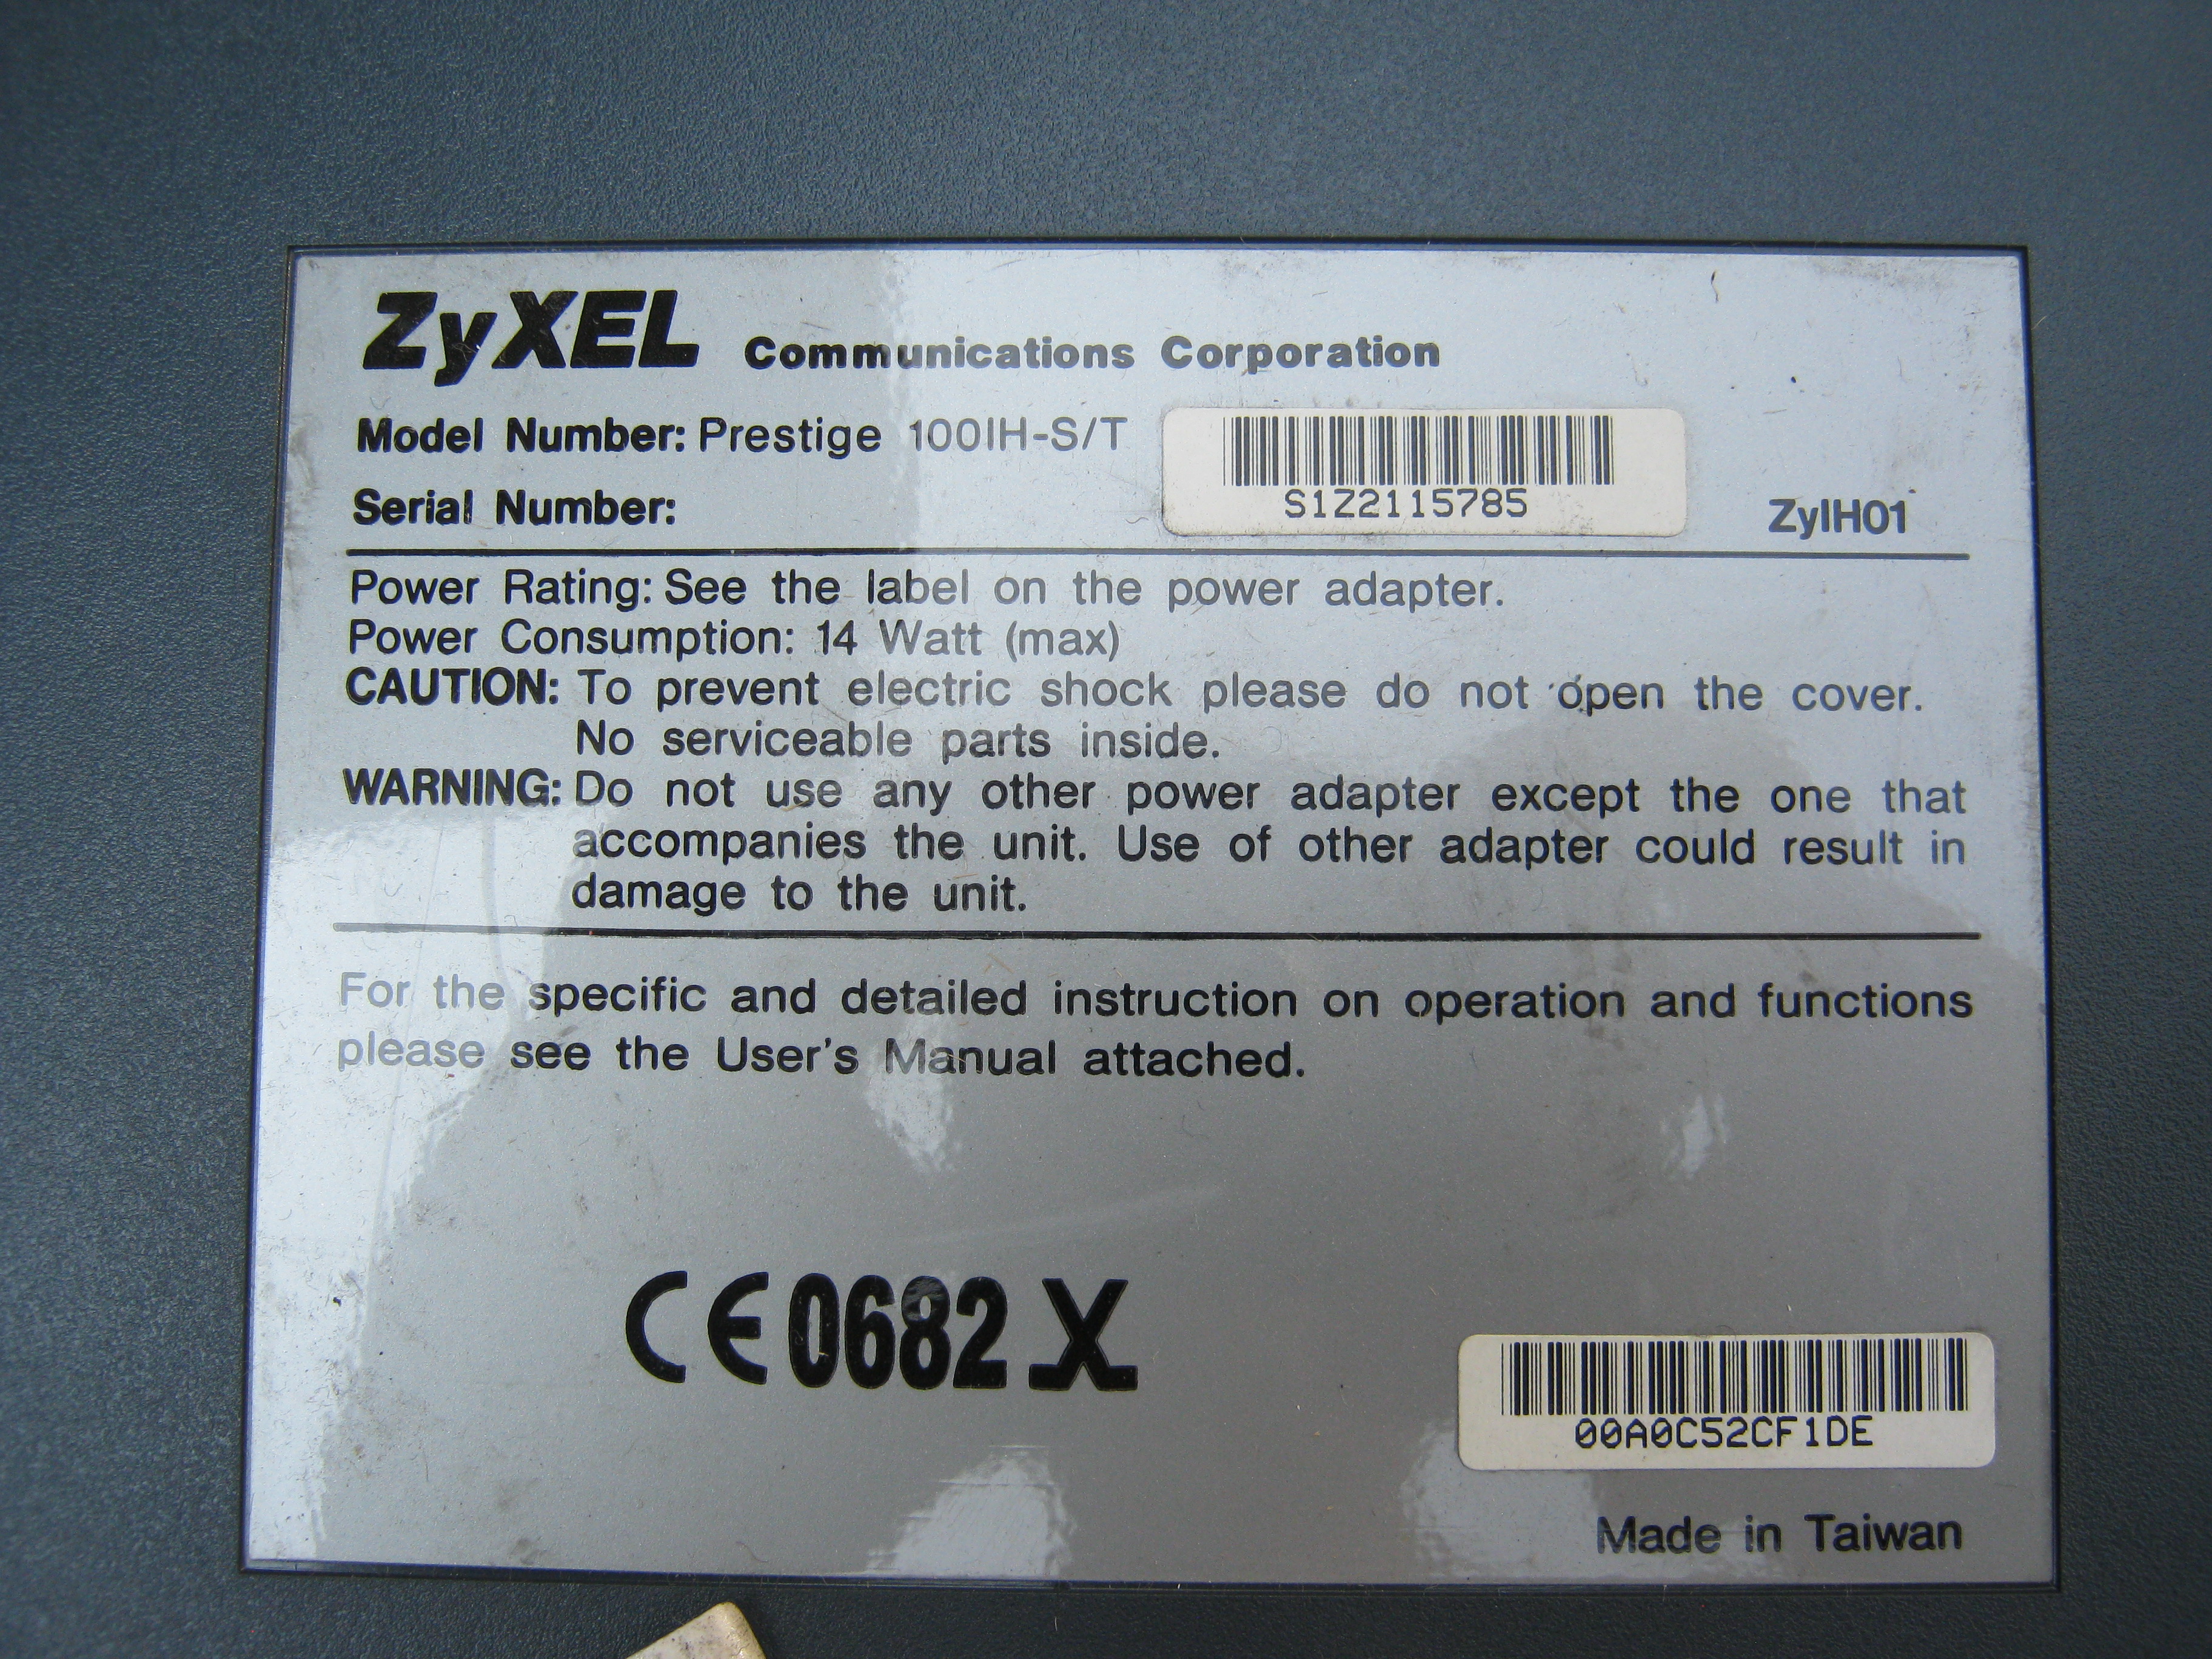 ZyXEL Communications Corporation
Model Number: Prestige 100IH-S/T
S1Z2115785
Serial Number:
ZyIH01
Power Rating: See the label on the power adapter.
Power Consumption: 14 Watt (max)
CAUTION: To prevent electric shock please do not open the cover.
No serviceable parts inside.
WARNING: Do not use any other power adapter except the one that
accompanies the unit. Use of other adapter could result in
damage to the unit.
For the specific and detailed instruction on operation and functions
please see the User's Manual attached.
CE 0682 X
00A0C52CF1DE
Made in Taiwan